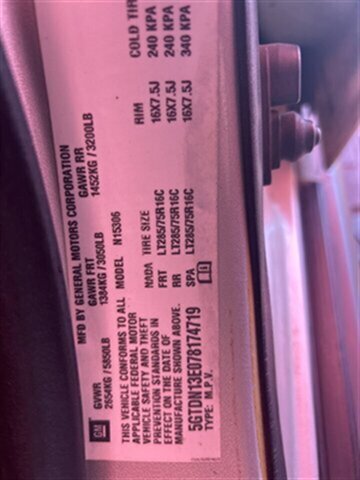 MFD BY GENERAL MOTORS CORPORATION
GVWR GAWR FRT GAWR RR
2654KG / 5850LB 1384KG / 3050LB 1452KG / 3200LB
GM
THIS VEHICLE CONFORMS TO ALL
APPLICABLE FEDERAL MOTOR
VEHICLE SAFETY AND THEFT
PREVENTION STANDARDS IN
EFFECT ON THE DATE OF
MANUFACTURE SHOWN ABOVE.
5GTDN13E078174719
TYPE: M.P.V.
MODEL N15306
TIRE SIZE RIM COLD TIR
FRT LT285/75R16C 16X7.5J 240 KPA
RR LT285/75R16C 16X7.5J 240 KPA
SPA LT285/75R16C 16X7.5J 340 KPA